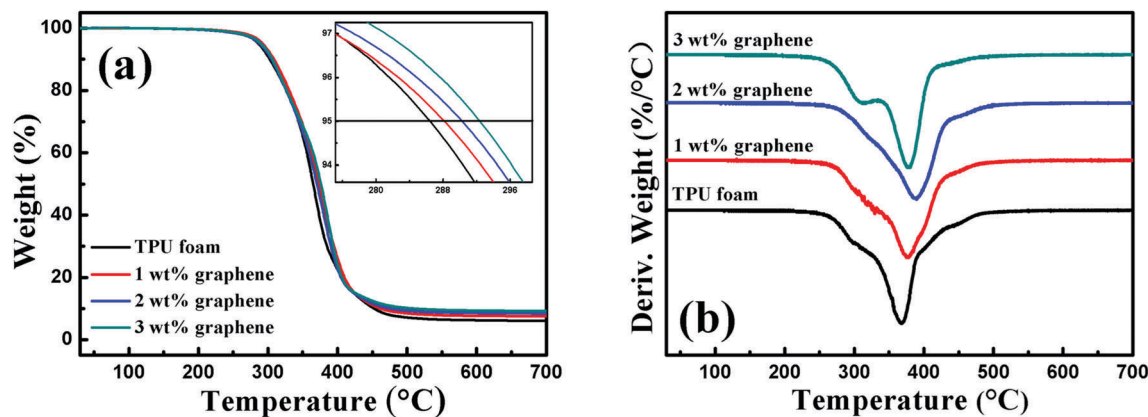 (a)
Weight (%)
100
80
60
40
20
0
97
96
95
94
280
284
288
292
296
TPU foam
1 wt% graphene
2 wt% graphene
3 wt% graphene
100
200
300
400
500
600
700
Temperature (°C)
(b)
Deriv. Weight (%/°C)
3 wt% graphene
2 wt% graphene
1 wt% graphene
TPU foam
100
200
300
400
500
600
700
Temperature (°C)